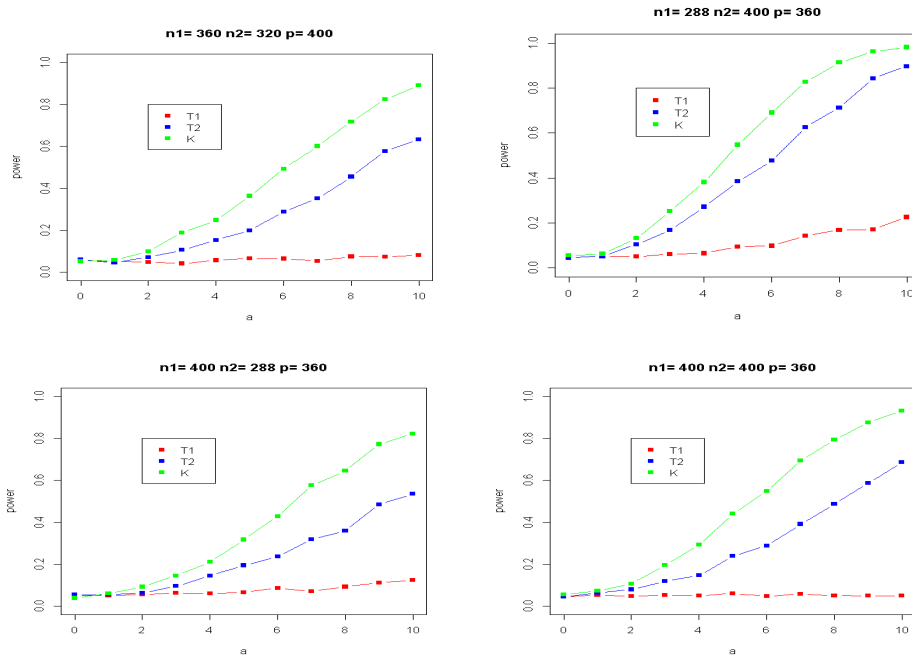 n1= 360 n2= 320 p= 400
power
1.0
0.8
0.6
0.4
0.2
0.0
T1
T2
K
0 2 4 6 8 10
a
n1= 288 n2= 400 p= 360
power
1.0
0.8
0.6
0.4
0.2
0.0
T1
T2
K
0 2 4 6 8 10
a
n1= 400 n2= 288 p= 360
power
1.0
0.8
0.6
0.4
0.2
0.0
T1
T2
K
0 2 4 6 8 10
a
n1= 400 n2= 400 p= 360
power
1.0
0.8
0.6
0.4
0.2
0.0
T1
T2
K
0 2 4 6 8 10
a